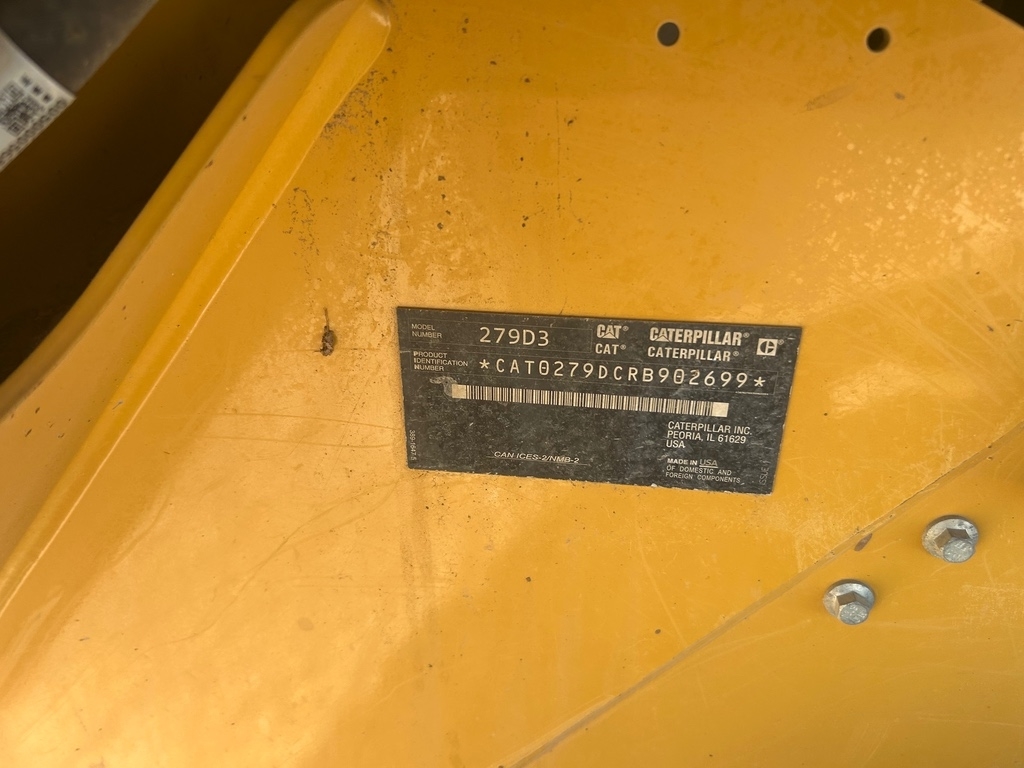 MODEL
NUMBER
279D3
CAT® CATERPILLAR®
CAT® CATERPILLAR®
PRODUCT
IDENTIFICATION
NUMBER
*CAT0279DCRB902699*
CATERPILLAR INC.
PEORIA, IL 61629
USA
CAN ICES-2/NMB-2
MADE IN USA
OF DOMESTIC AND
FOREIGN COMPONENTS